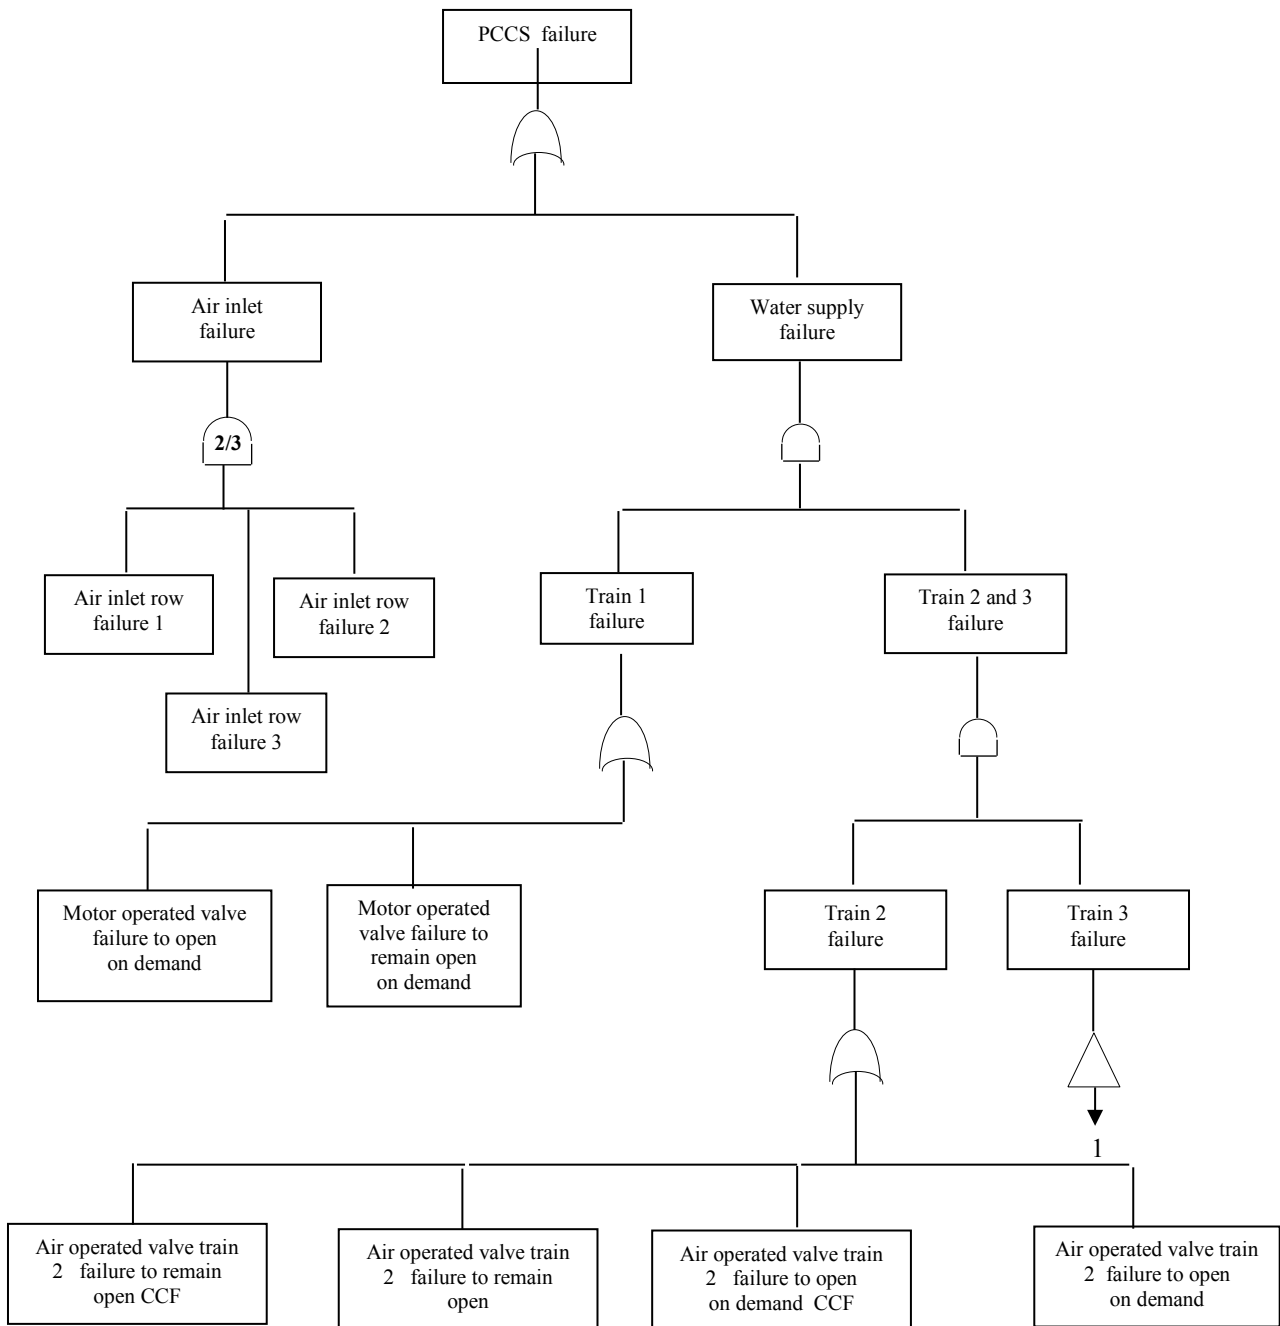 PCCS failure
Air inlet
failure
Water supply
failure
2/3
Air inlet row
failure 1
Air inlet row
failure 2
Air inlet row
failure 3
Train 1
failure
Train 2 and 3
failure
Motor operated valve
failure to open
on demand
Motor operated
valve failure to
remain open
on demand
Train 2
failure
Train 3
failure
1
Air operated valve train
2 failure to remain
open CCF
Air operated valve train
2 failure to remain
open
Air operated valve train
2 failure to open
on demand CCF
Air operated valve train
2 failure to open
on demand